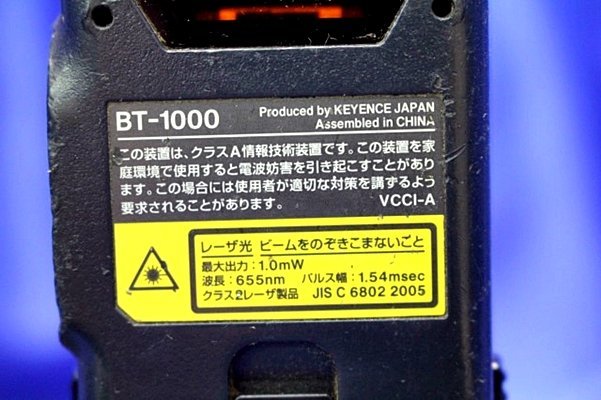 BT-1000
Produced by KEYENCE JAPAN
Assembled in CHINA
この装置は、クラスA情報技術装置です。この装置を家
庭環境で使用すると電波妨害を引き起こすことがあり
ます。この場合には使用者が適切な対策を講ずるよう
要求されることがあります。 VCCI-A
レーザ光 ビームをのぞきこまないこと
最大出力：1.0mW
波長：655nm パルス幅：1.54msec
クラス2レーザ製品 JIS C 6802 2005